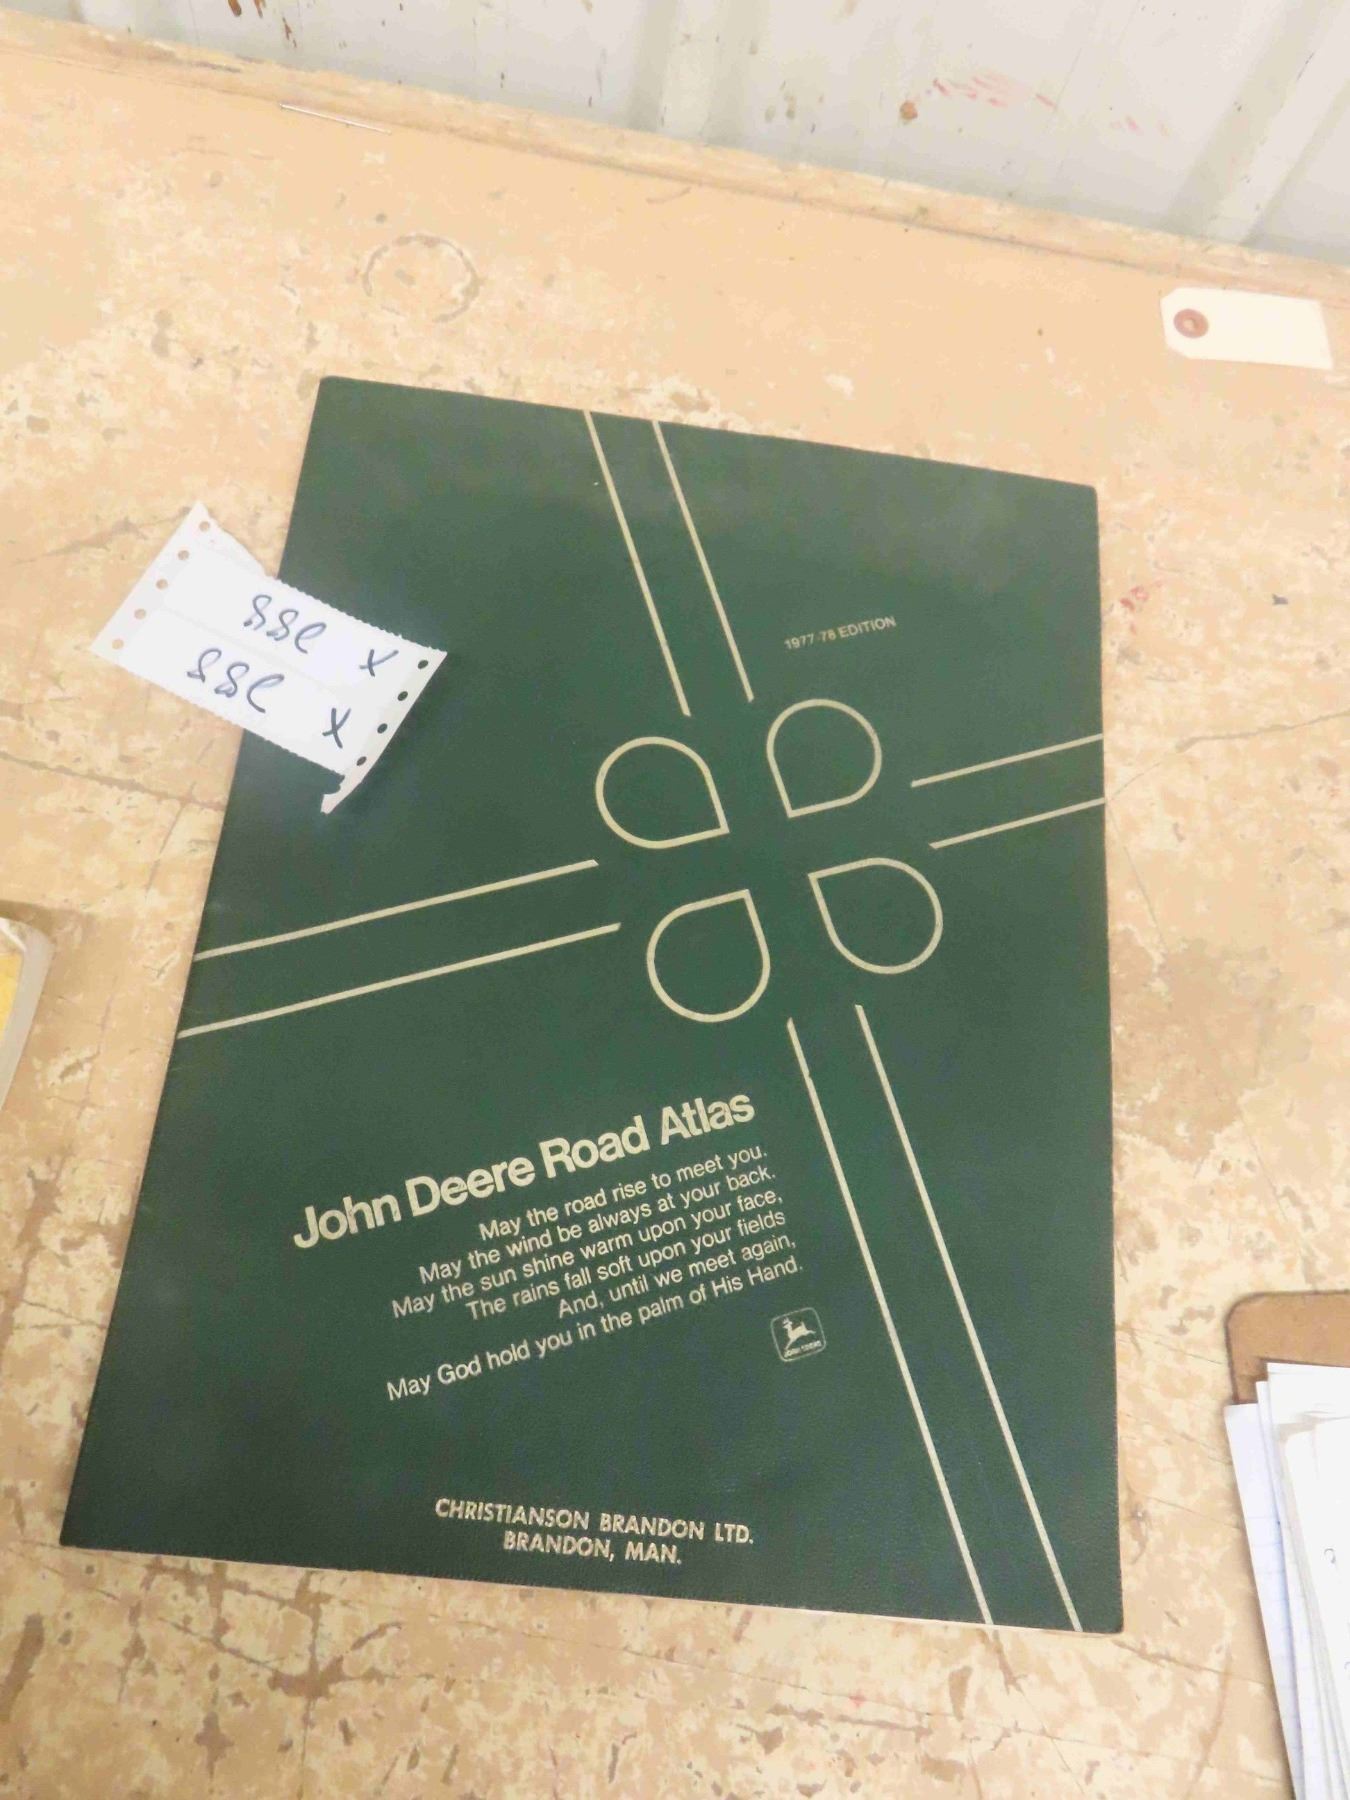 1977-78 EDITION
John Deere Road Atlas
May the road rise to meet you.
May the wind be always at your back.
May the sun shine warm upon your face,
The rains fall soft upon your fields
And, until we meet again,
May God hold you in the palm of His Hand.
JOHN DEERE
CHRISTIANSON BRANDON LTD.
BRANDON, MAN.